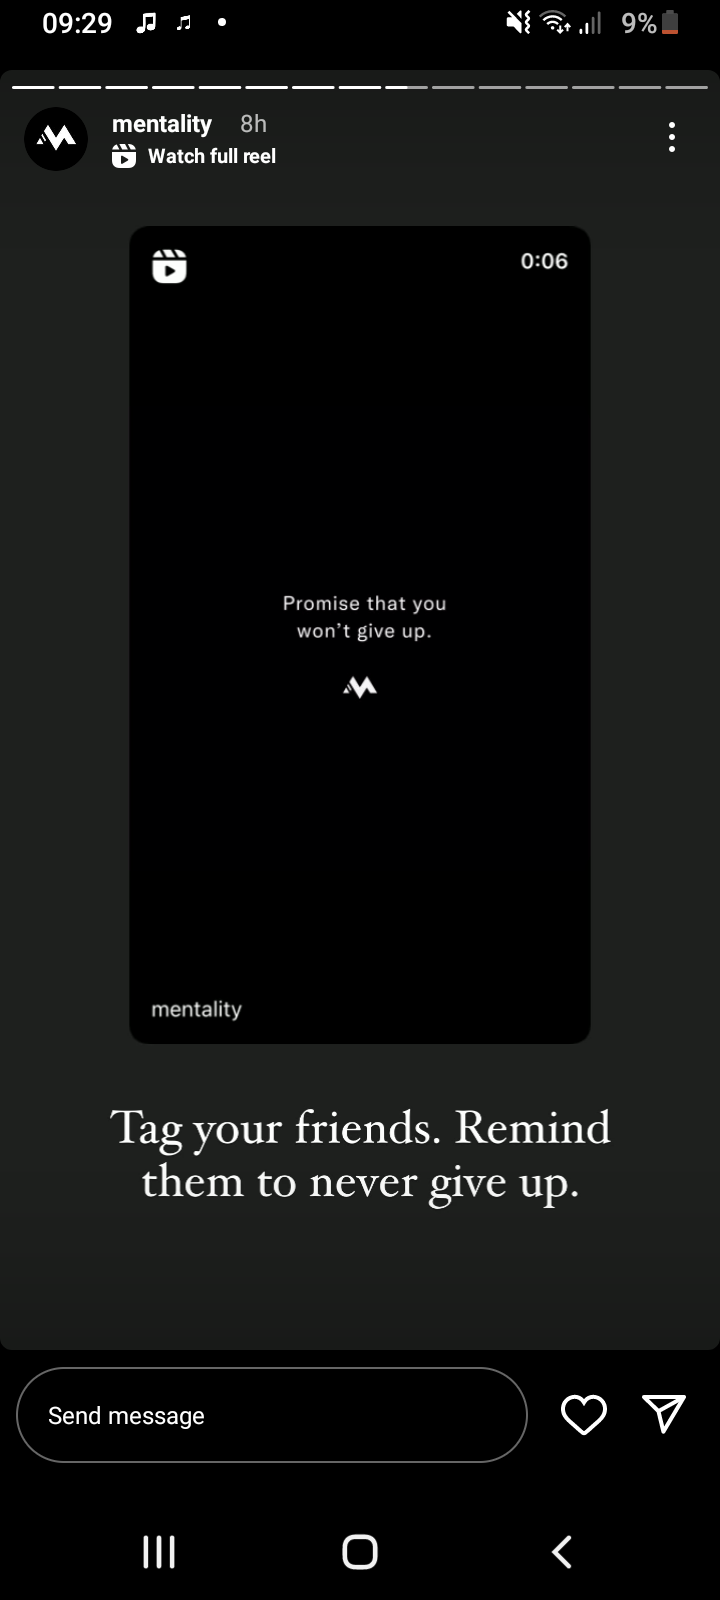 09:29
9%
mentality 8h
Watch full reel
0:06
Promise that you
won’t give up.
mentality
Tag your friends. Remind
them to never give up.
Send message